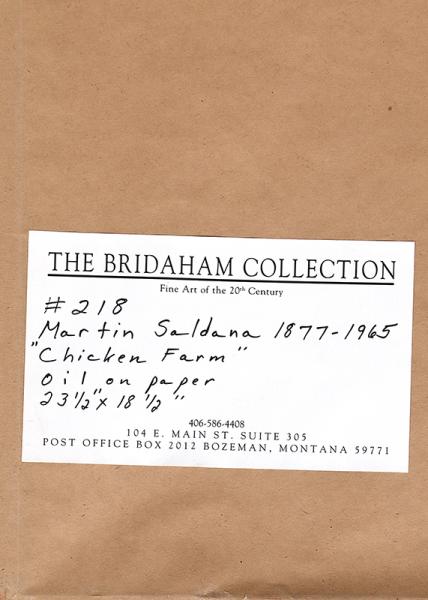 THE BRIDAHAM COLLECTION
Fine Art of the 20th Century
#218
Martin Saldana 1877-1965
"Chicken Farm"
oil on paper
23 1/2" x 18 1/2"
406-586-4408
104 E. MAIN ST. SUITE 305
POST OFFICE BOX 2012 BOZEMAN, MONTANA 59771